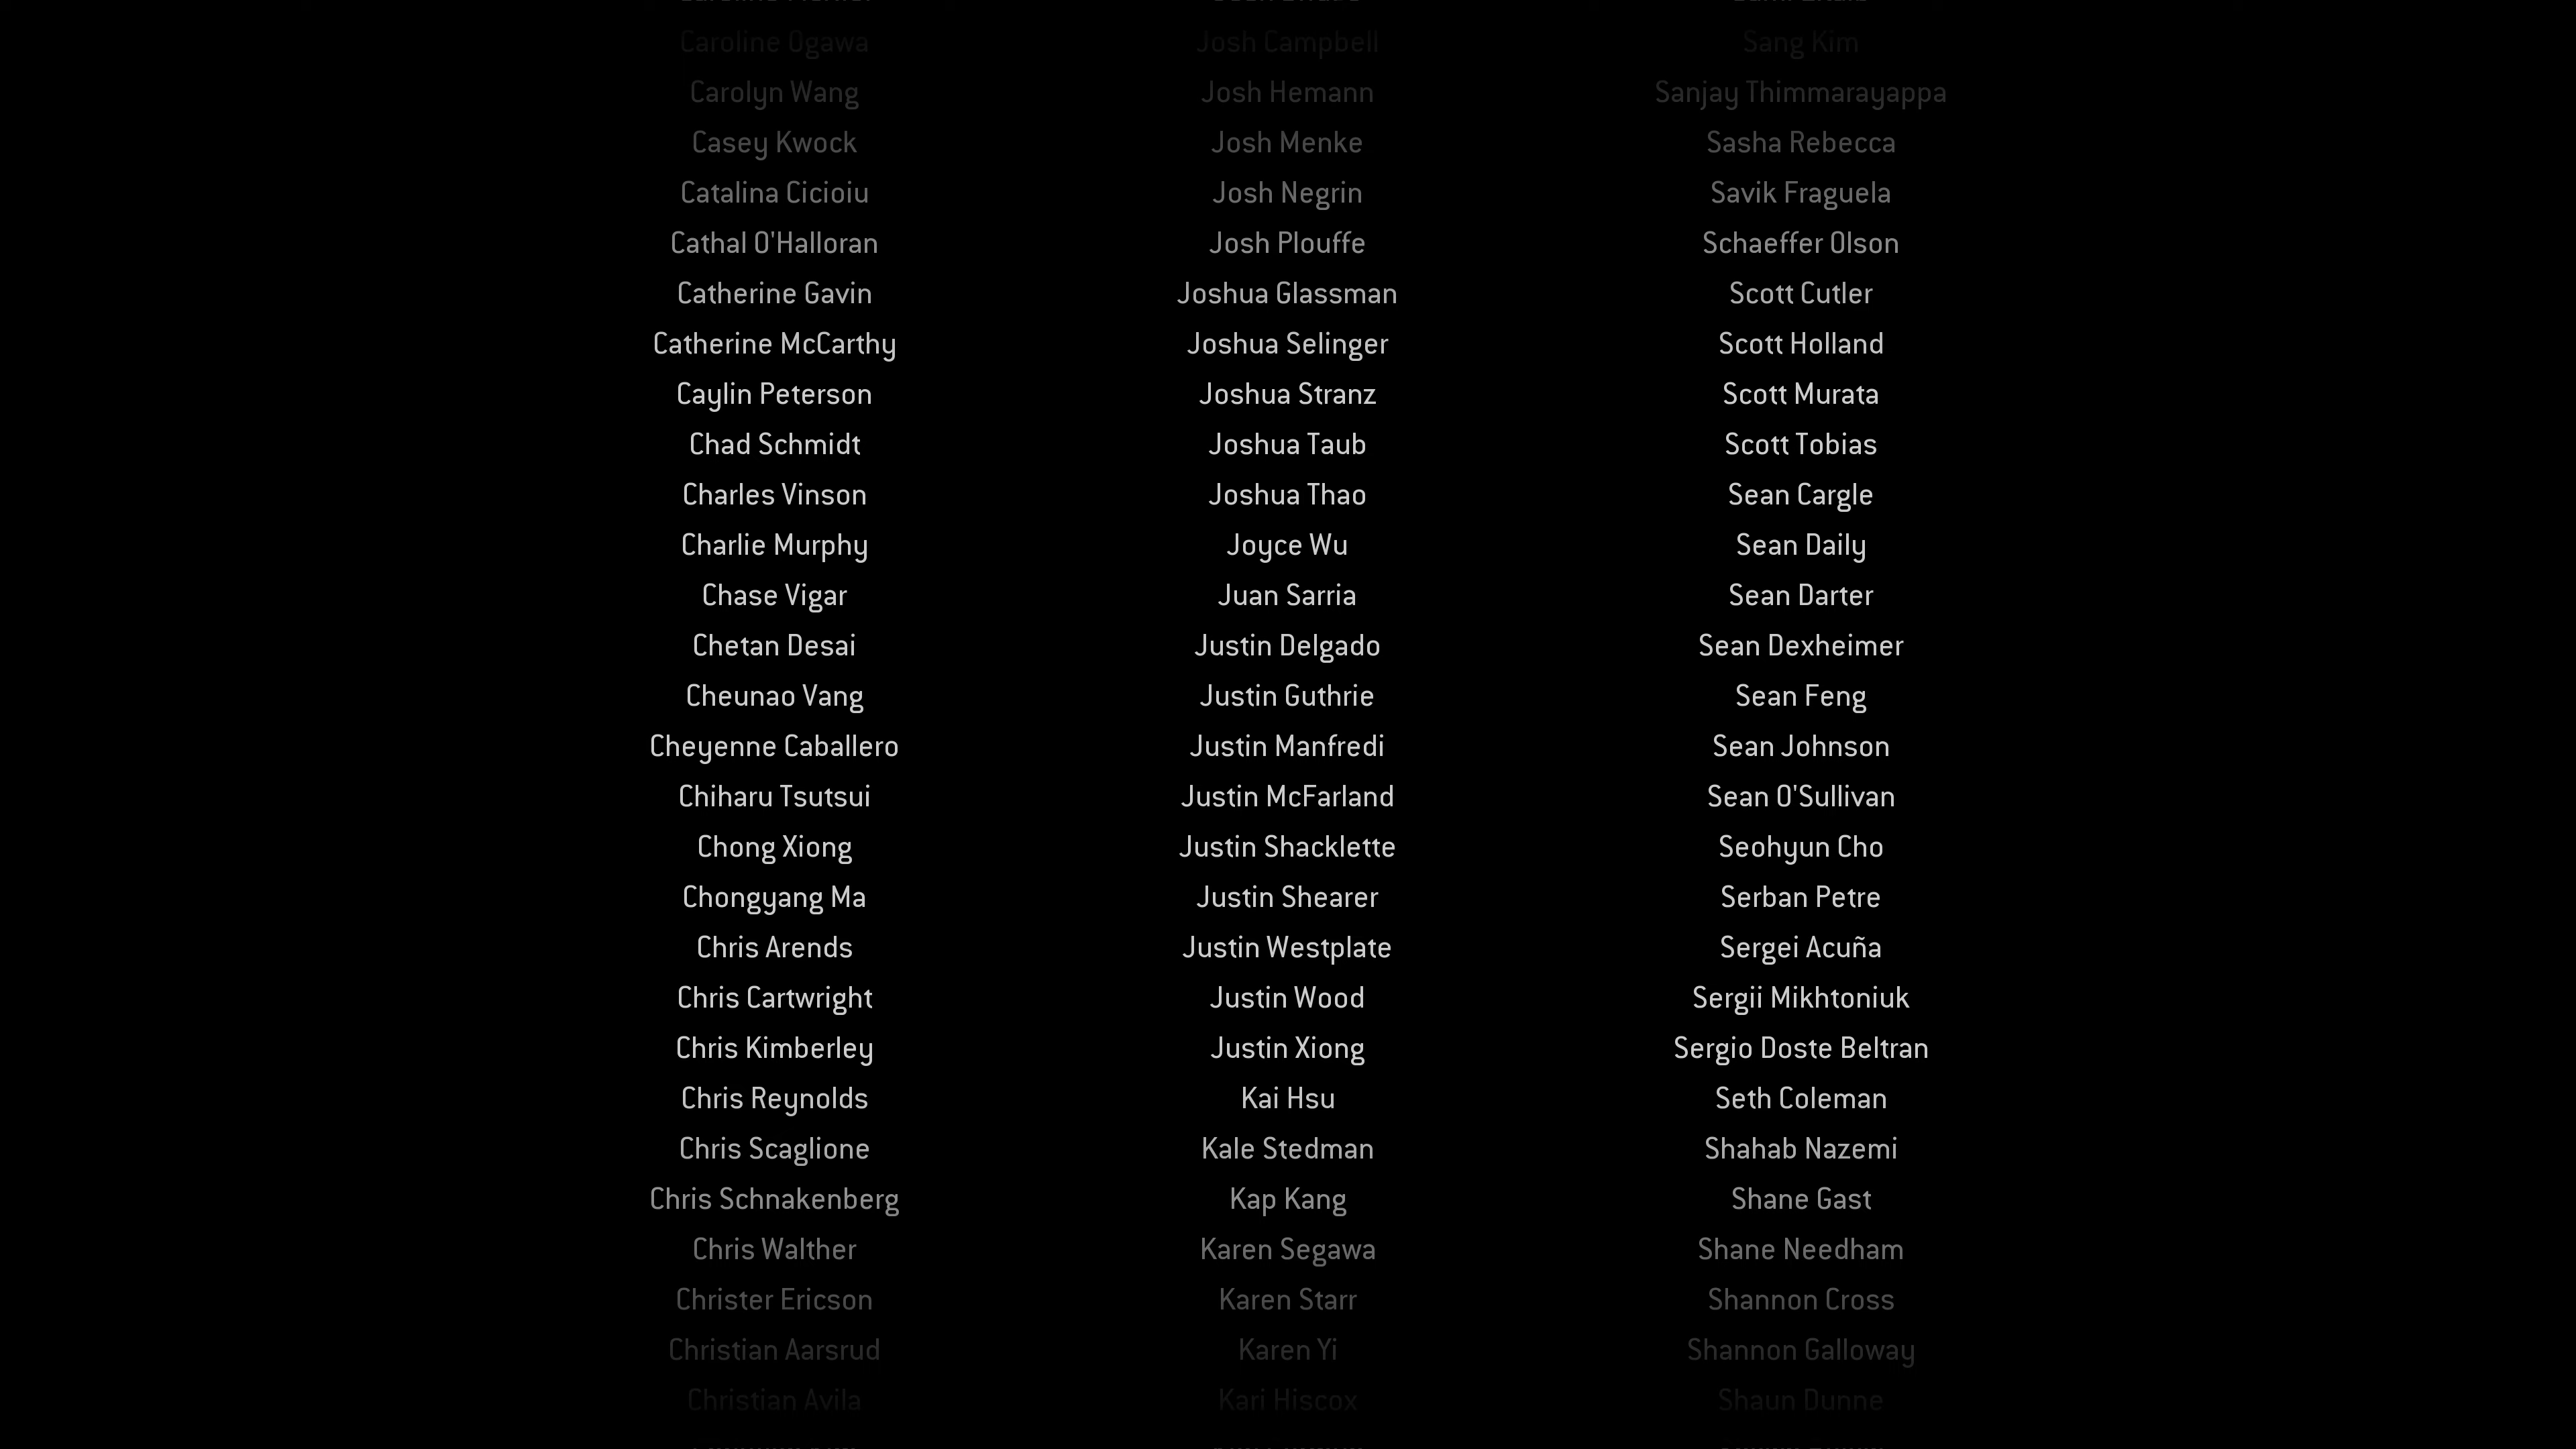 Caroline Ogawa
Carolyn Wang
Casey Kwock
Catalina Cicioiu
Cathal O'Halloran
Catherine Gavin
Catherine McCarthy
Caylin Peterson
Chad Schmidt
Charles Vinson
Charlie Murphy
Chase Vigar
Chetan Desai
Cheunao Vang
Cheyenne Caballero
Chiharu Tsutsui
Chong Xiong
Chongyang Ma
Chris Arends
Chris Cartwright
Chris Kimberley
Chris Reynolds
Chris Scaglione
Chris Schnakenberg
Chris Walther
Christer Ericson
Christian Aarsrud
Christian Avila
Josh Campbell
Josh Hemann
Josh Menke
Josh Negrin
Josh Plouffe
Joshua Glassman
Joshua Selinger
Joshua Stranz
Joshua Taub
Joshua Thao
Joyce Wu
Juan Sarria
Justin Delgado
Justin Guthrie
Justin Manfredi
Justin McFarland
Justin Shacklette
Justin Shearer
Justin Westplate
Justin Wood
Justin Xiong
Kai Hsu
Kale Stedman
Kap Kang
Karen Segawa
Karen Starr
Karen Yi
Kari Hiscox
Sang Kim
Sanjay Thimmarayappa
Sasha Rebecca
Savik Fraguela
Schaeffer Olson
Scott Cutler
Scott Holland
Scott Murata
Scott Tobias
Sean Cargle
Sean Daily
Sean Darter
Sean Dexheimer
Sean Feng
Sean Johnson
Sean O'Sullivan
Seohyun Cho
Serban Petre
Sergei Acuña
Sergii Mikhtoniuk
Sergio Doste Beltran
Seth Coleman
Shahab Nazemi
Shane Gast
Shane Needham
Shannon Cross
Shannon Galloway
Shaun Dunne